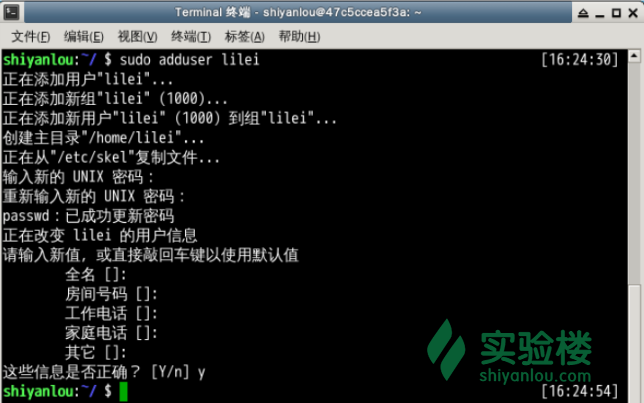 Terminal 终端 - shiyanlou@47c5ccea5f3a: ~
文件(F) 编辑(E) 视图(V) 终端(T) 标签(A) 帮助(H)
shiyanlou:~/ $ sudo adduser lilei [16:24:30]
正在添加用户"lilei"...
正在添加新组"lilei" (1000)...
正在添加新用户"lilei" (1000) 到组"lilei"...
创建主目录"/home/lilei"...
正在从"/etc/skel"复制文件...
输入新的 UNIX 密码：
重新输入新的 UNIX 密码：
passwd：已成功更新密码
正在改变 lilei 的用户信息
请输入新值，或直接敲回车键以使用默认值
全名 []:
房间号码 []:
工作电话 []:
家庭电话 []:
其它 []:
这些信息是否正确？ [Y/n] y
shiyanlou:~/ $ [16:24:54]
实验楼
shiyanlou.com